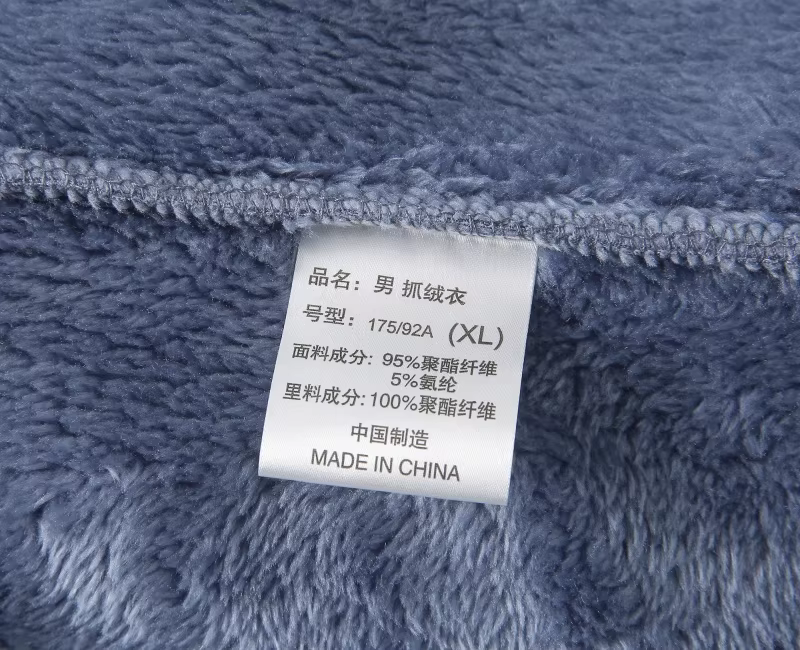 品名：男 抓绒衣
号型：175/92A (XL)
面料成分: 95%聚酯纤维
5%氨纶
里料成分:100%聚酯纤维
中国制造
MADE IN CHINA